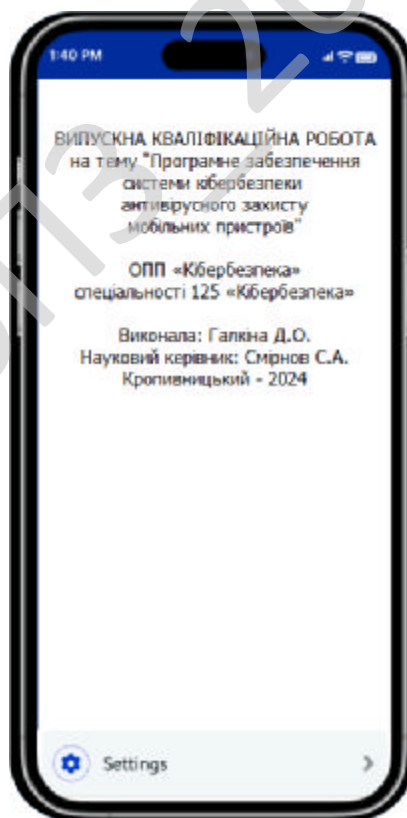 1:40 PM
ВИПУСКНА КВАЛІФІКАЦІЙНА РОБОТА
на тему "Програмне забезпечення
системи кібербезпеки
антивірусного захисту
мобільних пристроїв"
ОПП «Кібербезпека»
спеціальності 125 «Кібербезпека»
Виконала: Галкіна Д.О.
Науковий керівник: Смірнов С.А.
Кропивницький - 2024
Settings